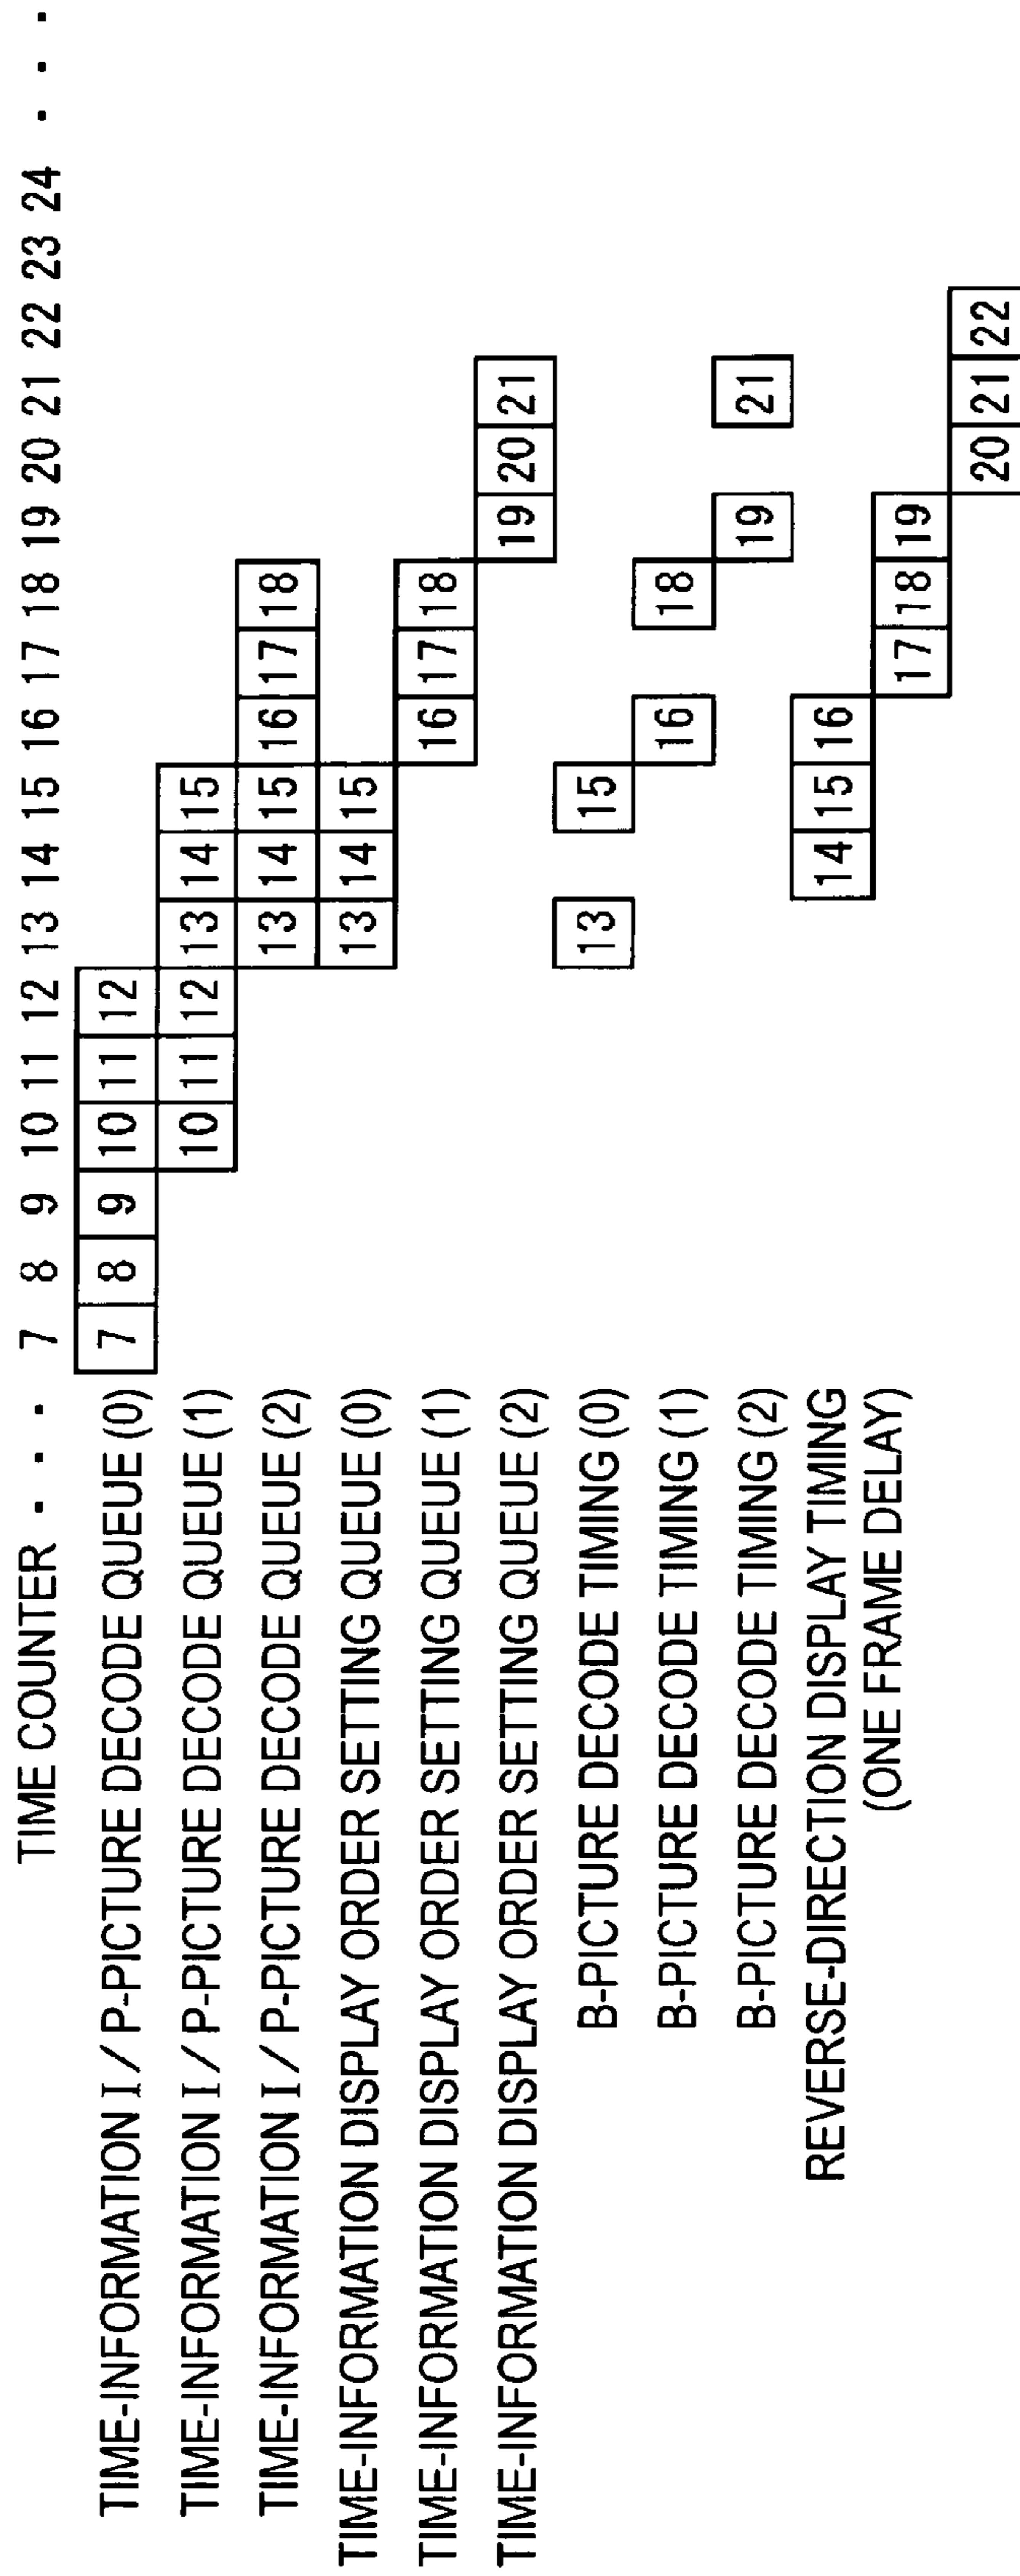 TIME COUNTER . . . 7 8 9 10 11 12 13 14 15 16 17 18 19 20 21 22 23 24 . . .
TIME-INFORMATION I / P-PICTURE DECODE QUEUE (0) 7 8 9 10 11 12
TIME-INFORMATION I / P-PICTURE DECODE QUEUE (1) 10 11 12 13 14 15
TIME-INFORMATION I / P-PICTURE DECODE QUEUE (2) 13 14 15 16 17 18
TIME-INFORMATION DISPLAY ORDER SETTING QUEUE (0) 13 14 15
TIME-INFORMATION DISPLAY ORDER SETTING QUEUE (1) 16 17 18
TIME-INFORMATION DISPLAY ORDER SETTING QUEUE (2) 19 20 21
B-PICTURE DECODE TIMING (0) 13 15
B-PICTURE DECODE TIMING (1) 16 18
B-PICTURE DECODE TIMING (2) 19 21
REVERSE-DIRECTION DISPLAY TIMING 14 15 16
(ONE FRAME DELAY) 17 18 19
20 21 22